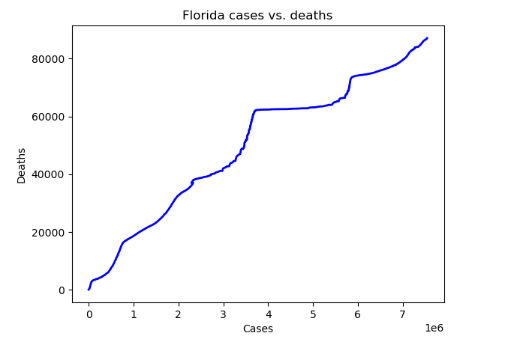 Florida cases vs. deaths
80000
60000
40000
20000
0
Deaths
0 1 2 3 4 5 6 7
1e6
Cases